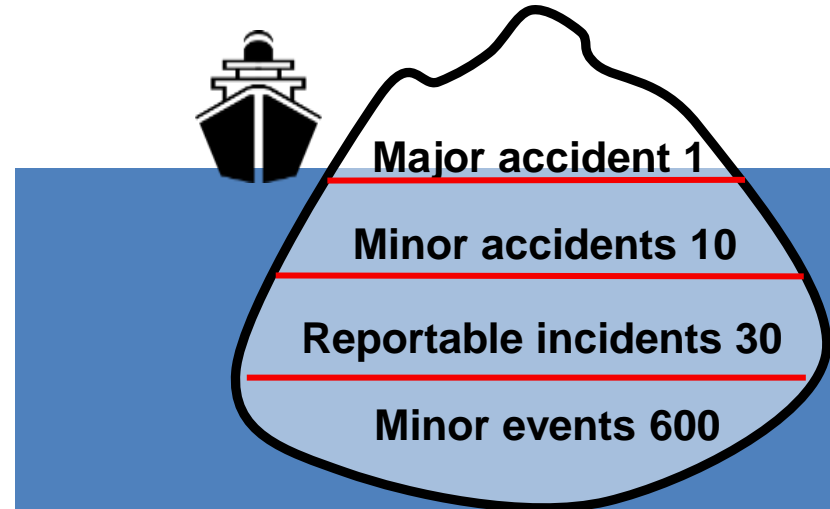 Major accident 1
Minor accidents 10
Reportable incidents 30
Minor events 600